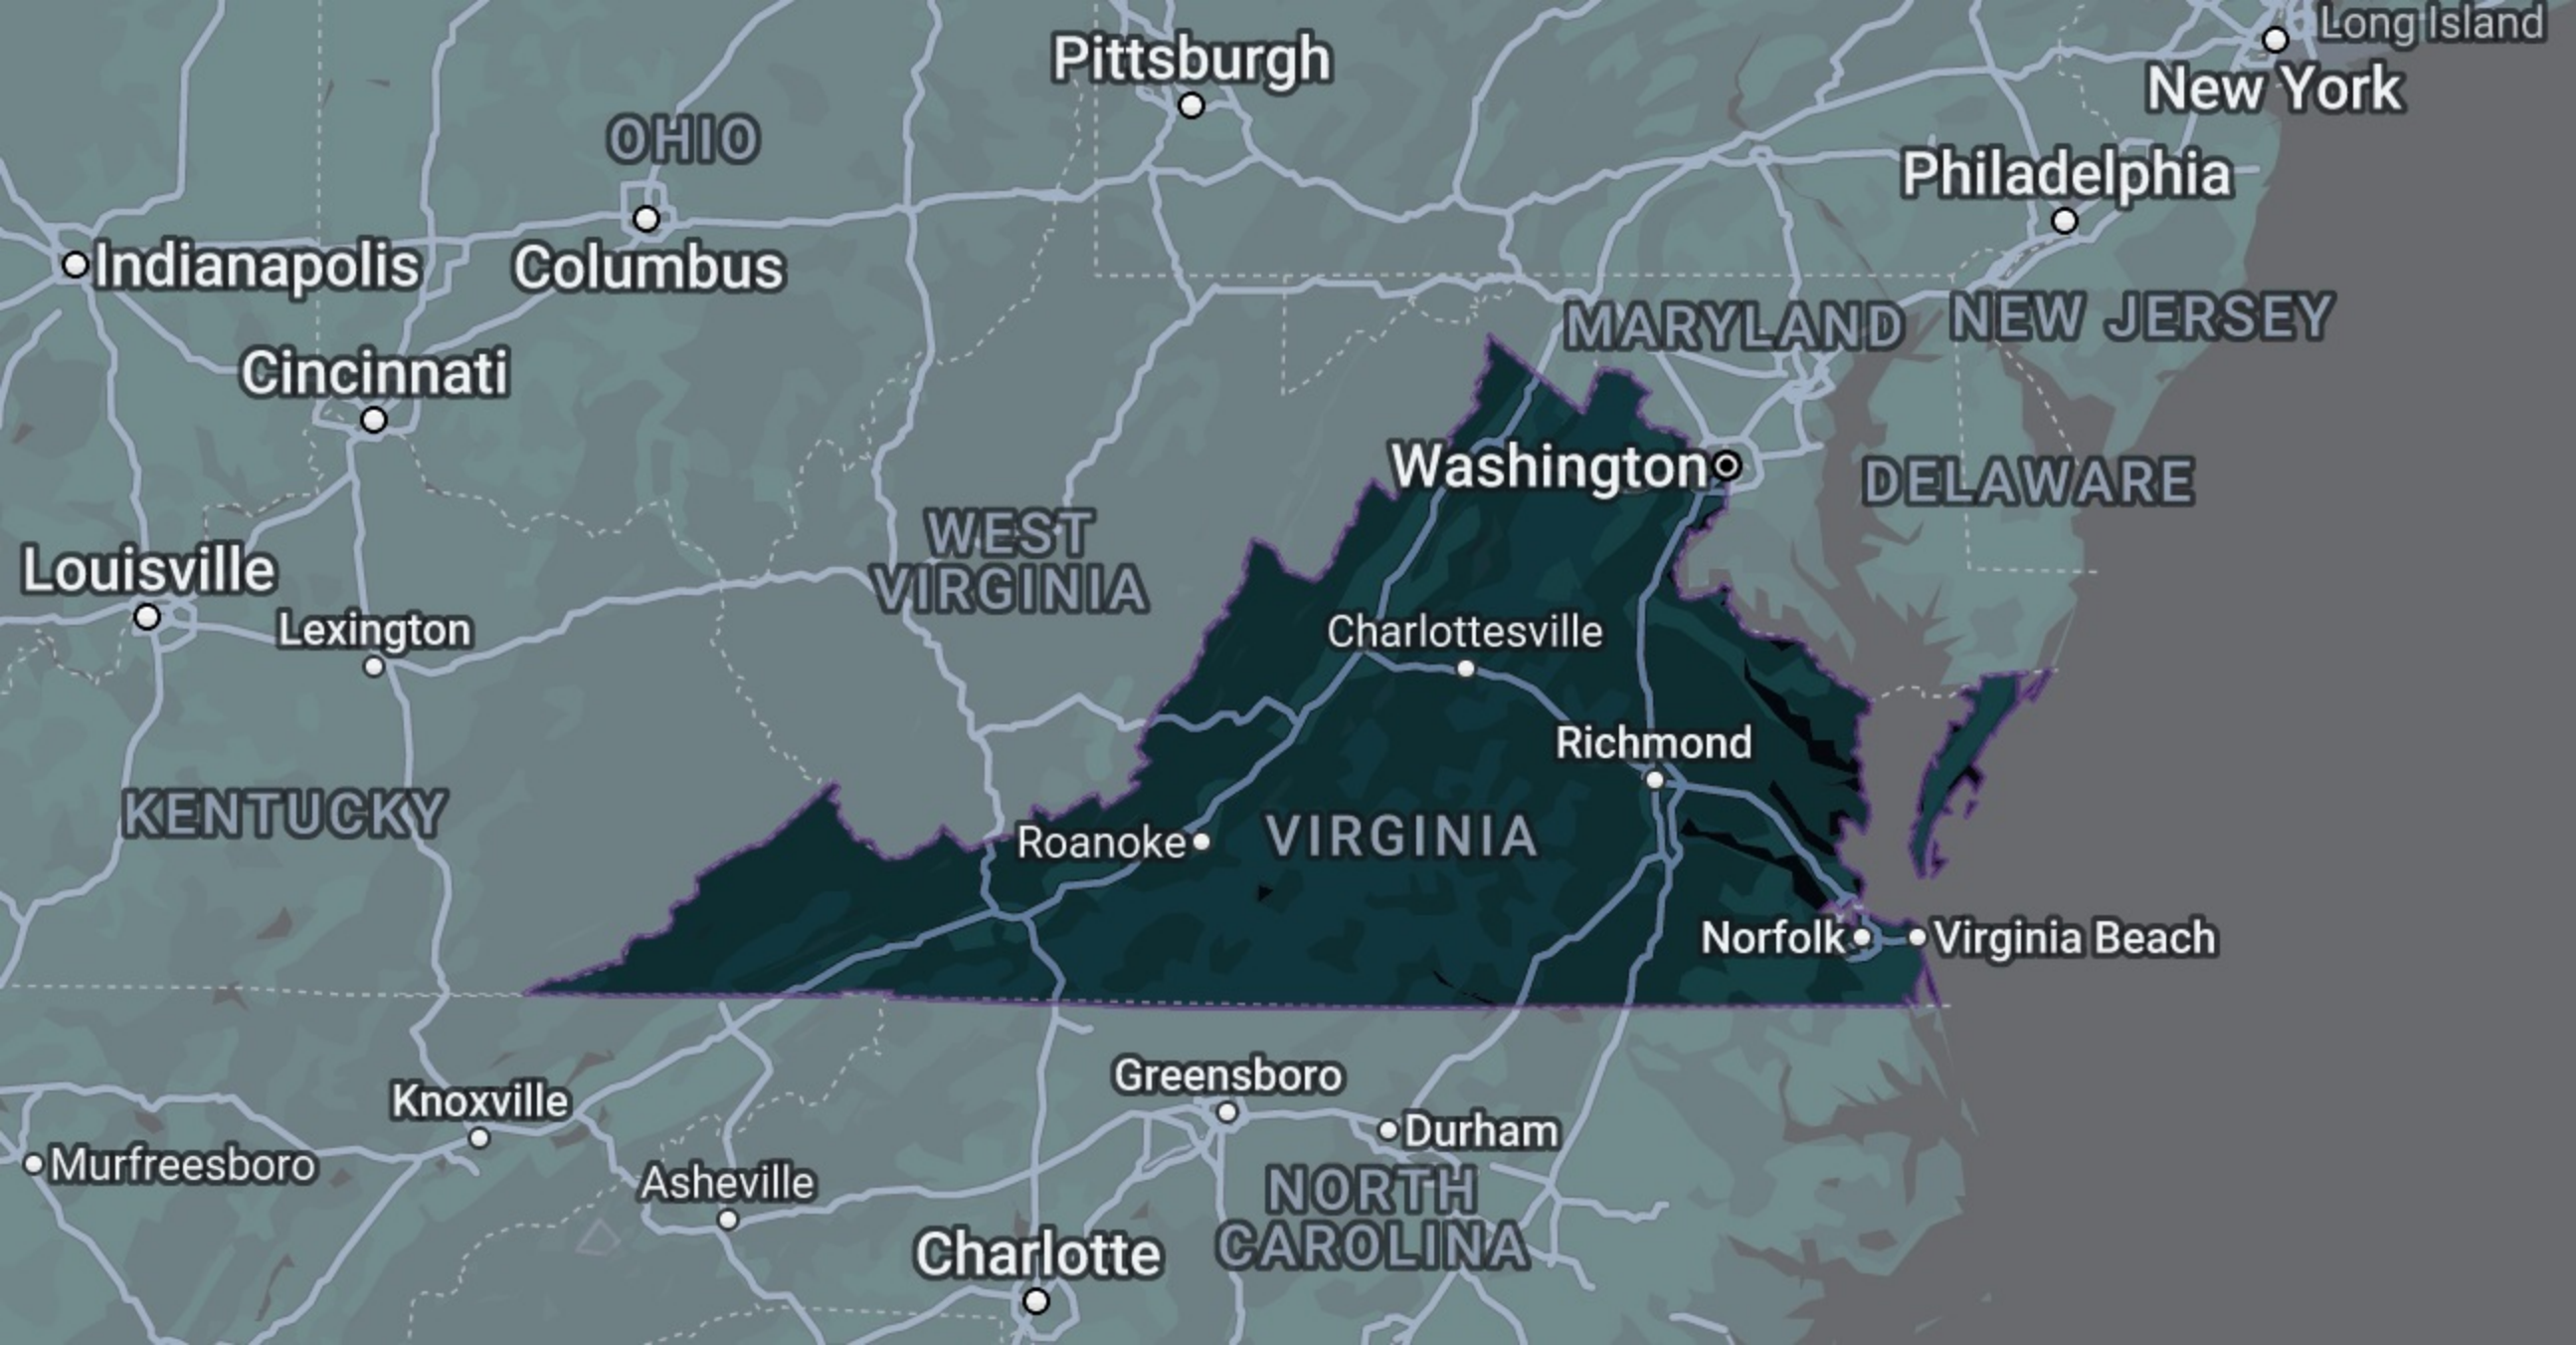 Long Island
New York
Pittsburgh
OHIO
Philadelphia
Indianapolis
Columbus
MARYLAND
NEW JERSEY
Cincinnati
Washington
DELAWARE
WEST
VIRGINIA
Louisville
Lexington
Charlottesville
Richmond
KENTUCKY
Roanoke
VIRGINIA
Norfolk
Virginia Beach
Greensboro
Knoxville
Durham
Murfreesboro
Asheville
NORTH
CAROLINA
Charlotte